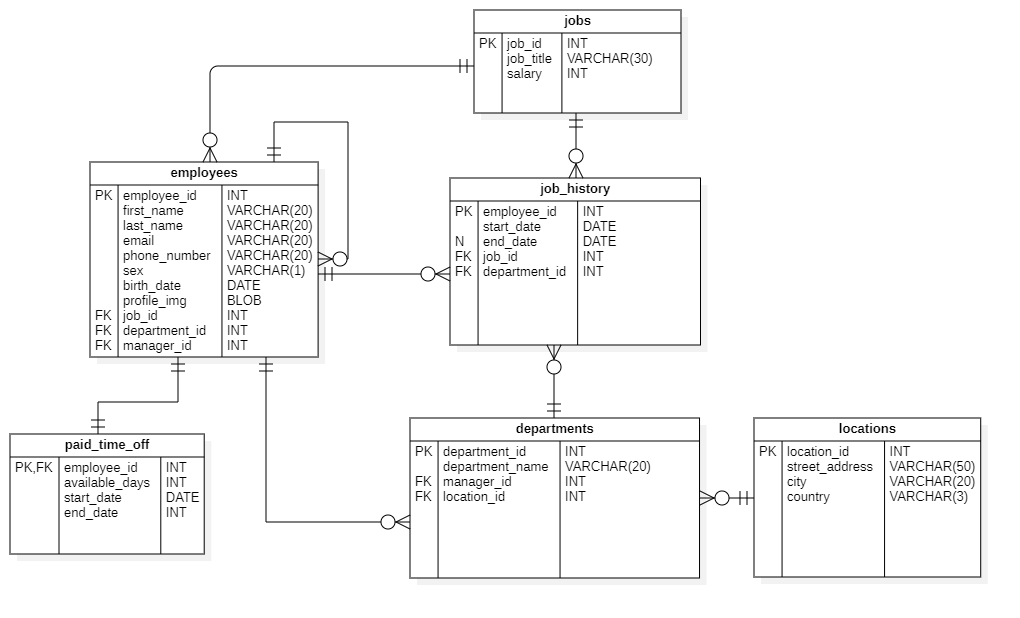 jobs
PK job_id INT
job_title VARCHAR(30)
salary INT
employees
PK employee_id INT
first_name VARCHAR(20)
last_name VARCHAR(20)
email VARCHAR(20)
phone_number VARCHAR(20)
sex VARCHAR(1)
birth_date DATE
profile_img BLOB
FK job_id INT
FK department_id INT
FK manager_id INT
job_history
PK employee_id INT
start_date DATE
N end_date DATE
FK job_id INT
FK department_id INT
paid_time_off
PK,FK employee_id INT
available_days INT
start_date DATE
end_date INT
departments
PK department_id INT
department_name VARCHAR(20)
FK manager_id INT
FK location_id INT
locations
PK location_id INT
street_address VARCHAR(50)
city VARCHAR(20)
country VARCHAR(3)